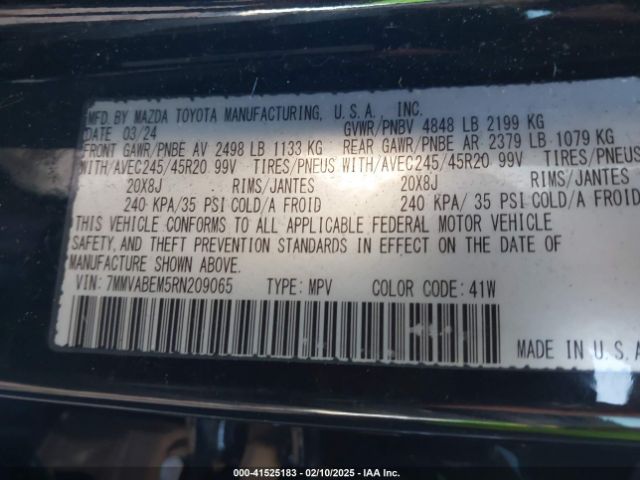 MFD. BY MAZDA TOYOTA MANUFACTURING, U.S.A. INC.
DATE 03/24 GVWR/PNBV 4848 LB 2199 KG
FRONT GAWR/PNBE AV 2498 LB 1133 KG REAR GAWR/PNBE AR 2379 LB 1079 KG
WITH/AVEC245/45R20 99V TIRES/PNEUS WITH/AVEC245/45R20 99V TIRES/PNEUS
20X8J RIMS/JANTES 20X8J RIMS/JANTES
240 KPA/ 35 PSI COLD/A FROID 240 KPA/ 35 PSI COLD/A FROID
THIS VEHICLE CONFORMS TO ALL APPLICABLE FEDERAL MOTOR VEHICLE
SAFETY, AND THEFT PREVENTION STANDARDS IN EFFECT ON THE DATE OF
MANUFACTURE SHOWN ABOVE.
VIN: 7MMVABEM5RN209065 TYPE: MPV COLOR CODE: 41W
MADE IN U.S.A
000-41525183 - 02/10/2025 - IAA Inc.